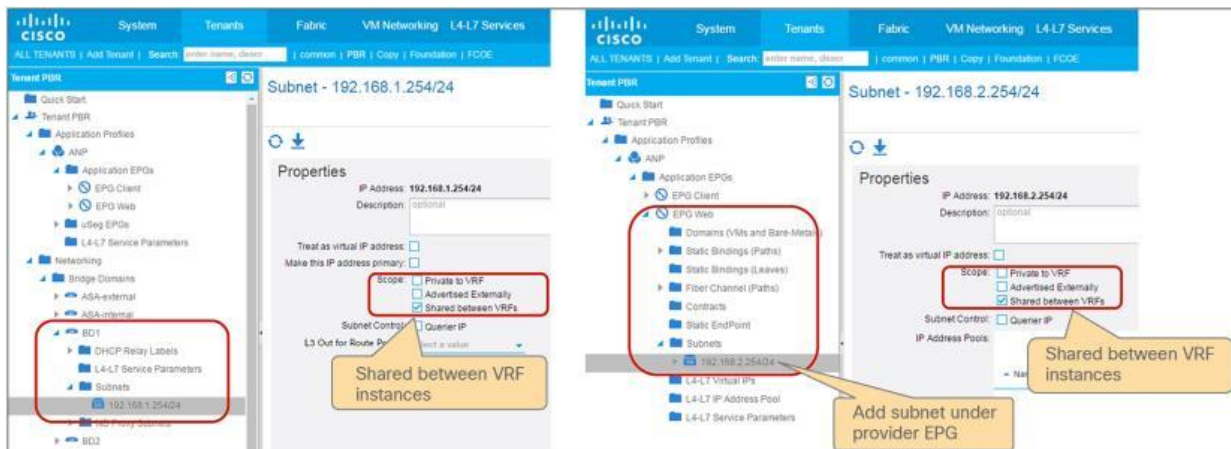 CISCO
System
Tenants
Fabric
VM Networking
L4-L7 Services
ALL TENANTS | Add Tenant | Search: enter name, descr | common | PBR | Copy | Foundation | FCOE
Tenant PBR
Quick Start
Tenant PBR
Application Profiles
ANP
Application EPGs
EPG Client
EPG Web
uSeg EPGs
L4-L7 Service Parameters
Networking
Bridge Domains
ASA-external
ASA-internal
BD1
DHCP Relay Labels
L4-L7 Service Parameters
Subnets
192.168.1.254/24
ND Proxy Subnets
BD2
Subnet - 192.168.1.254/24
Properties
IP Address: 192.168.1.254/24
Description: optional
Treat as virtual IP address:
Make this IP address primary:
Scope: Private to VRF
Advertised Externally
Shared between VRFs
Subnet Control: Querier IP
L3 Out for Route select a value
Shared between VRF
instances
CISCO
System
Tenants
Fabric
VM Networking
L4-L7 Services
ALL TENANTS | Add Tenant | Search: enter name, descr | common | PBR | Copy | Foundation | FCOE
Tenant PBR
Quick Start
Tenant PBR
Application Profiles
ANP
Application EPGs
EPG Client
EPG Web
Domains (VMs and Bare-Metals)
Static Bindings (Paths)
Static Bindings (Leaves)
Fiber Channel (Paths)
Contracts
Static EndPoint
Subnets
192.168.2.254/24
L4-L7 Virtual IPs
L4-L7 IP Address Pool
L4-L7 Service Parameters
Add subnet under
provider EPG
Subnet - 192.168.2.254/24
Properties
IP Address: 192.168.2.254/24
Description: optional
Treat as virtual IP address:
Scope: Private to VRF
Advertised Externally
Shared between VRFs
Subnet Control: Querier IP
IP Address Pools:
Shared between VRF
instances